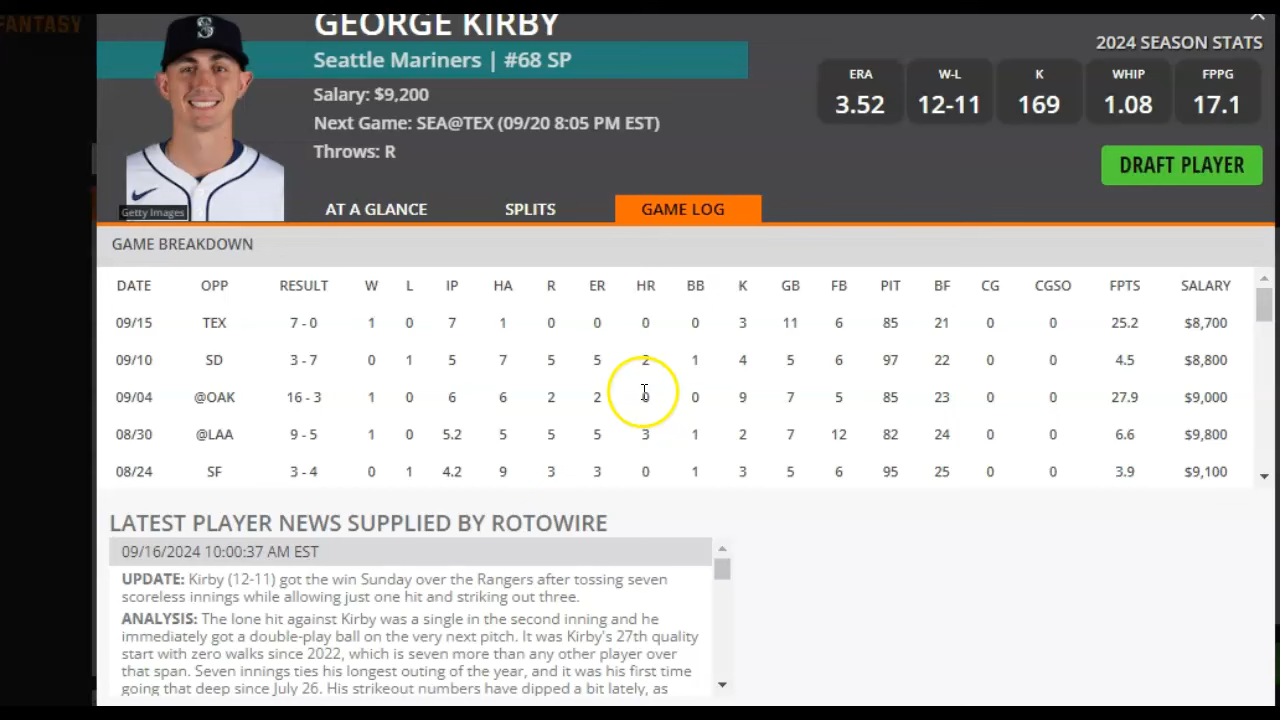 FANTASY
GEORGE KIRBY
Seattle Mariners | #68 SP
Salary: $9,200
Next Game: SEA@TEX (09/20 8:05 PM EST)
Throws: R
Getty Images
2024 SEASON STATS
ERA W-L K WHIP FPPG
3.52 12-11 169 1.08 17.1
DRAFT PLAYER
AT A GLANCE SPLITS GAME LOG
GAME BREAKDOWN
DATE OPP RESULT W L IP HA R ER HR BB K GB FB PIT BF CG CGSO FPTS SALARY
09/15 TEX 7 - 0 1 0 7 1 0 0 0 0 3 11 6 85 21 0 0 25.2 $8,700
09/10 SD 3 - 7 0 1 5 7 5 5 2 1 4 5 6 97 22 0 0 4.5 $8,800
09/04 @OAK 16 - 3 1 0 6 6 2 2 0 0 9 7 5 85 23 0 0 27.9 $9,000
08/30 @LAA 9 - 5 1 0 5.2 5 5 5 3 1 2 7 12 82 24 0 0 6.6 $9,800
08/24 SF 3 - 4 0 1 4.2 9 3 3 0 1 3 5 6 95 25 0 0 3.9 $9,100
LATEST PLAYER NEWS SUPPLIED BY ROTOWIRE
09/16/2024 10:00:37 AM EST
UPDATE: Kirby (12-11) got the win Sunday over the Rangers after tossing seven
scoreless innings while allowing just one hit and striking out three.
ANALYSIS: The lone hit against Kirby was a single in the second inning and he
immediately got a double-play ball on the very next pitch. It was Kirby's 27th quality
start with zero walks since 2022, which is seven more than any other player over
that span. Seven innings ties his longest outing of the year, and it was his first time
going that deep since July 26. His strikeout numbers have dipped a bit lately, as